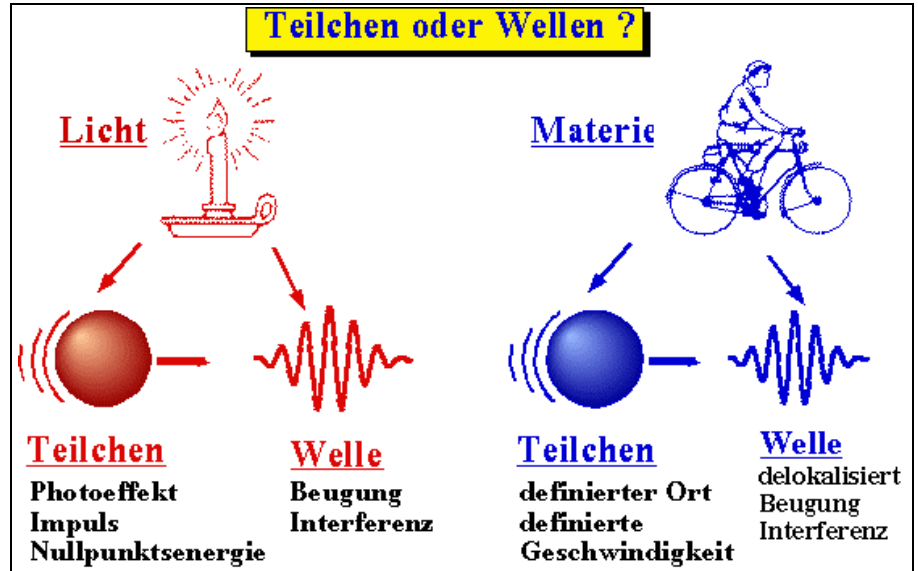 Teilchen oder Wellen ?
Licht
Materie
Teilchen
Photoeffekt
Impuls
Nullpunktsenergie
Welle
Beugung
Interferenz
Teilchen
definierter Ort
definierte
Geschwindigkeit
Welle
delokalisiert
Beugung
Interferenz